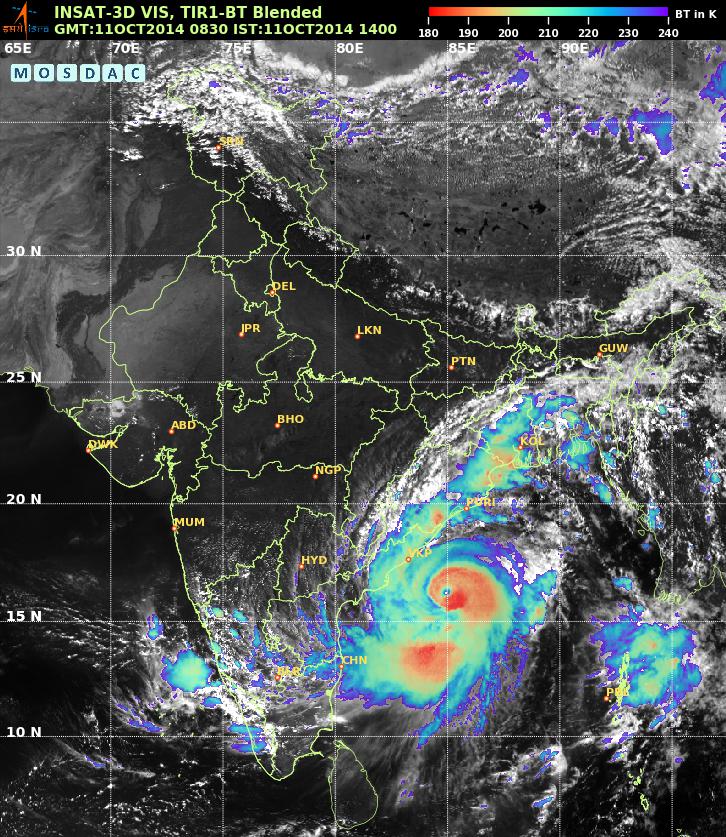 INSAT-3D VIS, TIR1-BT Blended
GMT:11OCT2014 0830 IST:11OCT2014 1400
BT in K
180 190 200 210 220 230 240
65E 70E 75E 80E 85E 90E
MOSDAC
SRN
30 N
DEL
JPR LKN
GUW
PTN
25 N
BHO
ABD
KOL
DWK
NGP
20 N
PURI
MUM
VKP
HYD
15 N
CHN
BLR
PBL
10 N